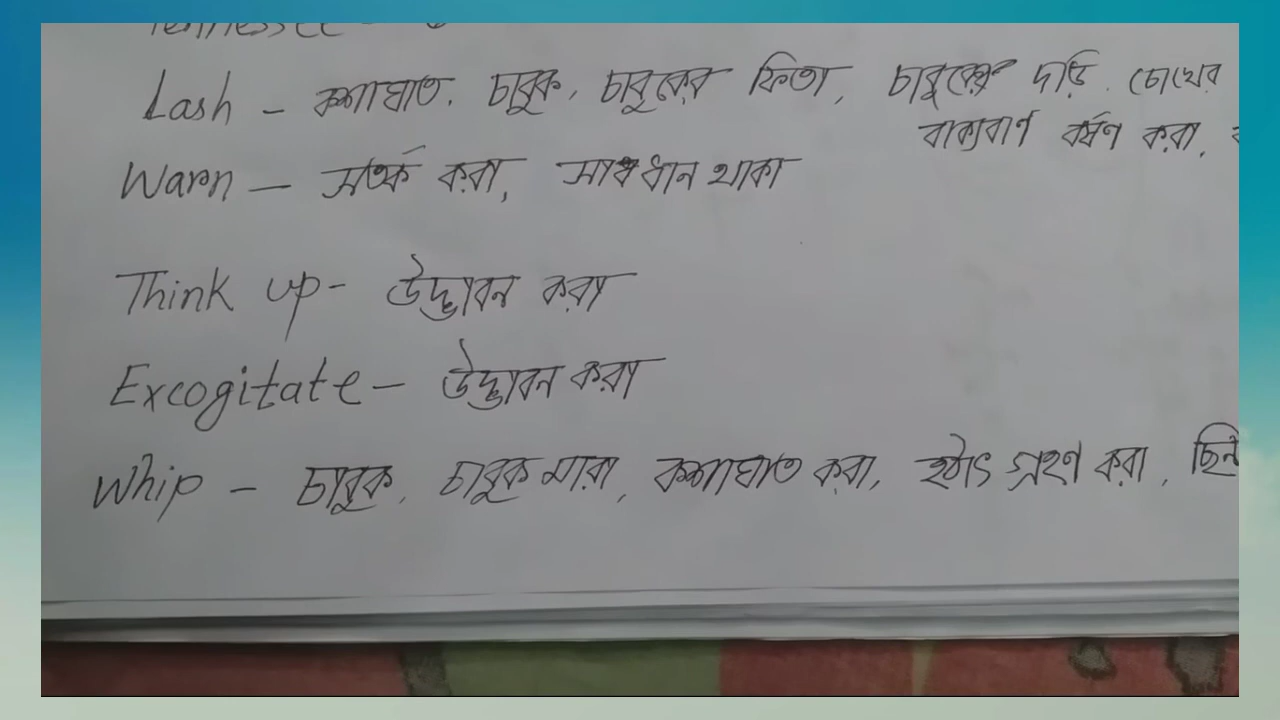 Tennessee -
Lash - কশাঘাত, চাবুক, চাবুকের ফিতা, চাবুকের দড়ি, চোখের
বাক্যবাণ বর্ষণ করা,
Warn - সতর্ক করা, সাবধান থাকা
Think up - উদ্ভাবন করা
Excogitate - উদ্ভাবন করা
Whip - চাবুক, চাবুক মারা, কশাঘাত করা, হঠাৎ গ্রহণ করা,